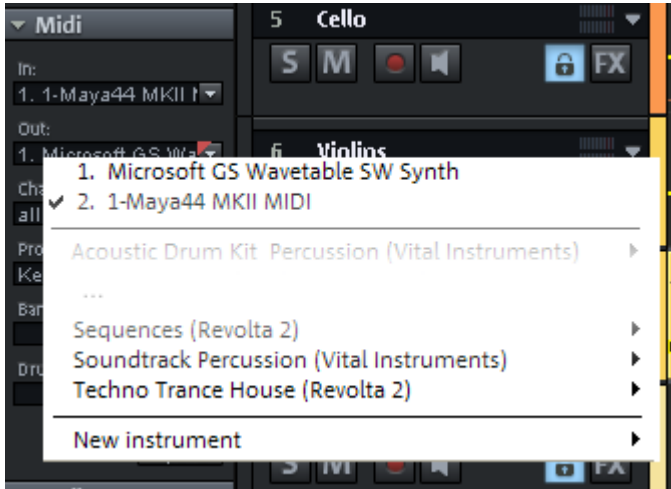 Midi
In:
1. 1-Maya44 MKII
Out:
1. Microsoft GS Wa
all
5 Cello
S M FX
6 Violins
1. Microsoft GS Wavetable SW Synth
✔ 2. 1-Maya44 MKII MIDI
Acoustic Drum Kit Percussion (Vital Instruments)
...
Sequences (Revolta 2)
Soundtrack Percussion (Vital Instruments)
Techno Trance House (Revolta 2)
New instrument
S M FX